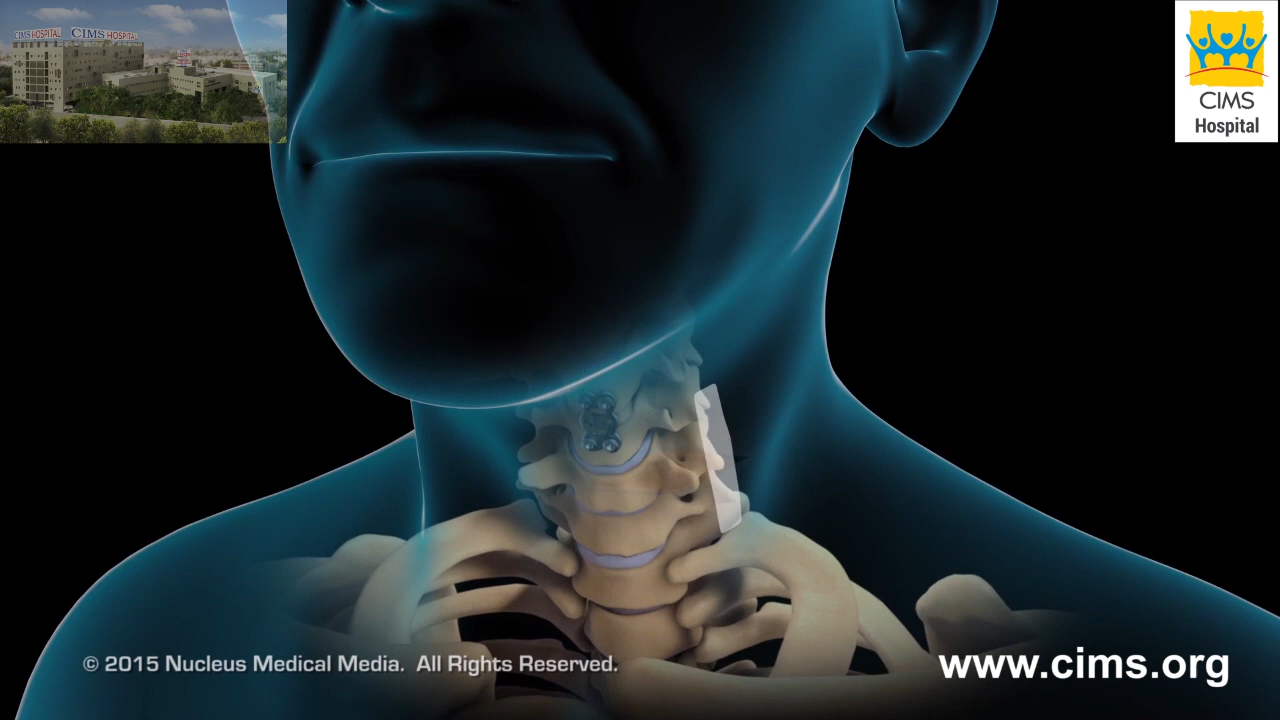 CIMS HOSPITAL CIMS HOSPITAL
CIMS
Hospital
© 2015 Nucleus Medical Media. All Rights Reserved.
www.cims.org